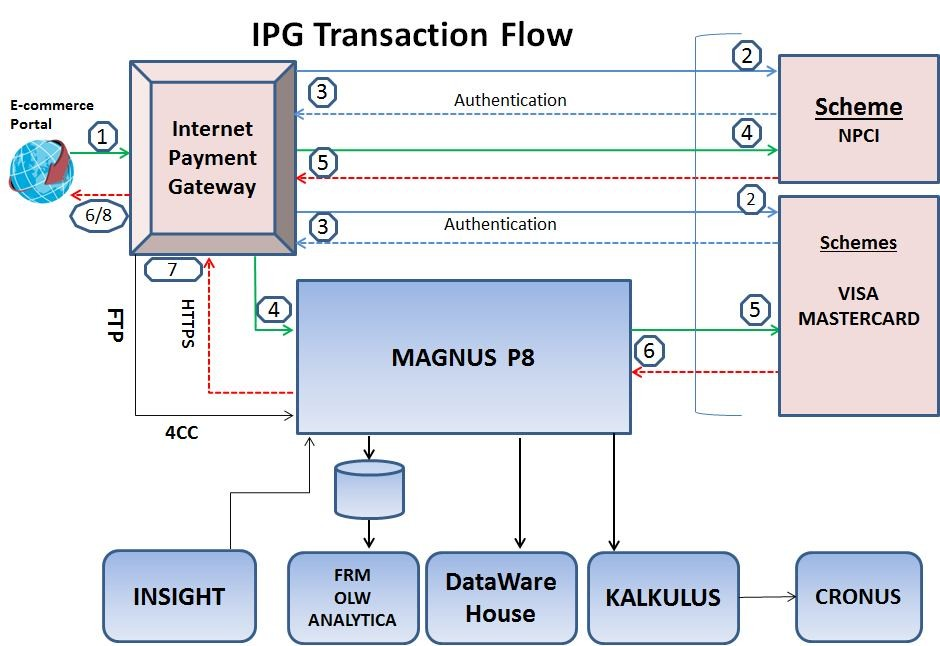 IPG Transaction Flow
E-commerce
Portal
1
6/8
Internet
Payment
Gateway
2
3
Authentication
4
5
2
3
Authentication
Scheme
NPCI
Schemes
VISA
MASTERCARD
7
HTTPS
FTP
4CC
4
MAGNUS P8
5
6
INSIGHT
FRM
OLW
ANALYTICA
DataWare
House
KALKULUS
CRONUS